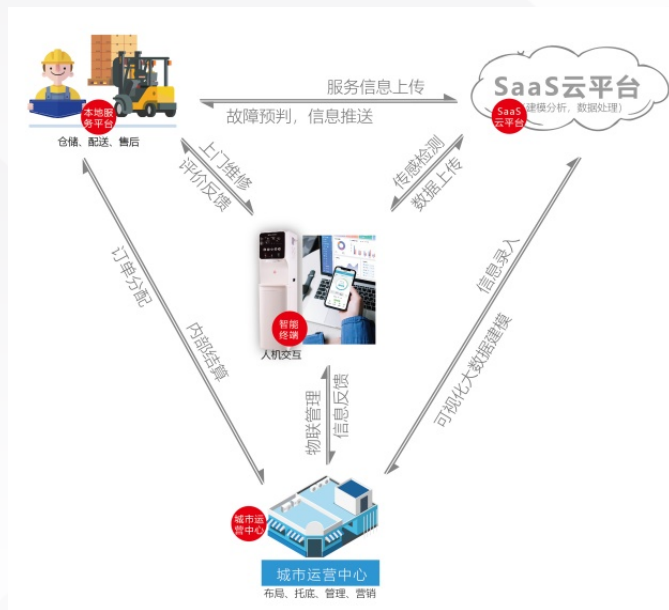 本地服
务平台
仓储、配送、售后
服务信息上传
故障预判，信息推送
SaaS云平台
建模分析，数据处理）
SaaS
云平台
上门维修
评价反馈
传感检测
数据上传
智能
终端
人机交互
订单分配
内部结算
信息录入
可视化大数据建模
物联管理
信息反馈
城市运
营中心
城市运营中心
布局、托底、管理、营销